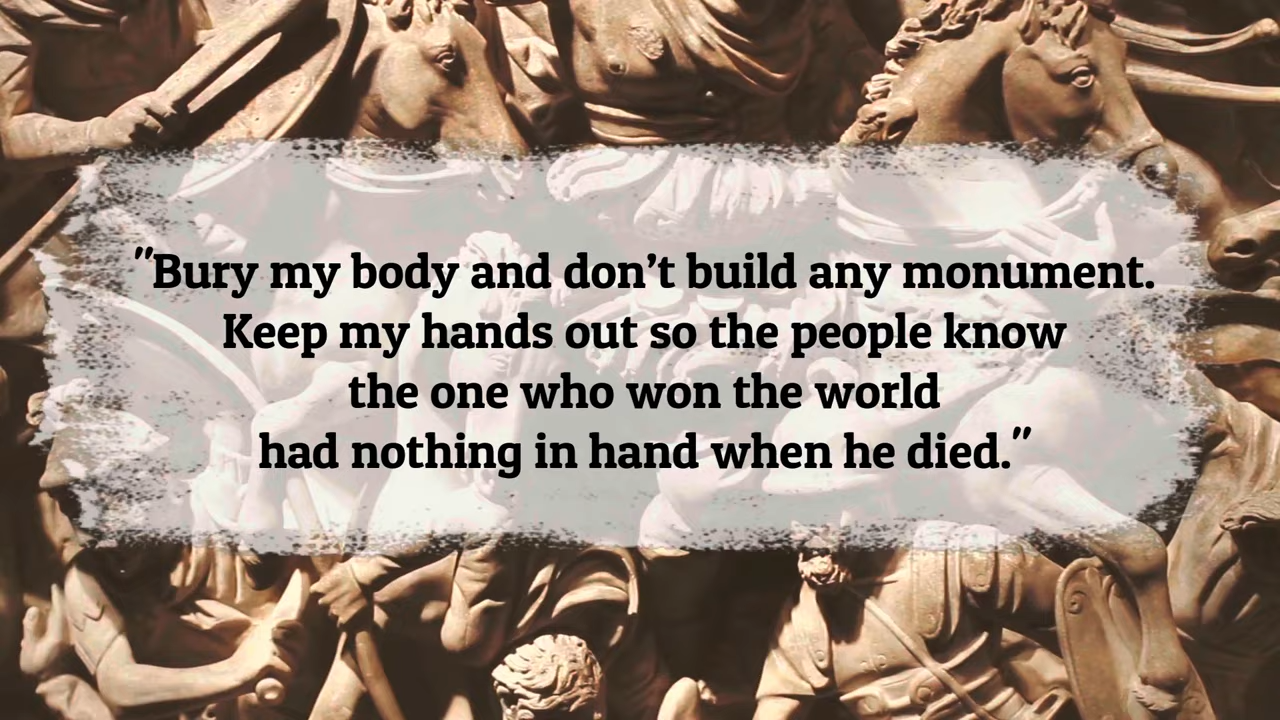 "Bury my body and don’t build any monument.
Keep my hands out so the people know
the one who won the world
had nothing in hand when he died."